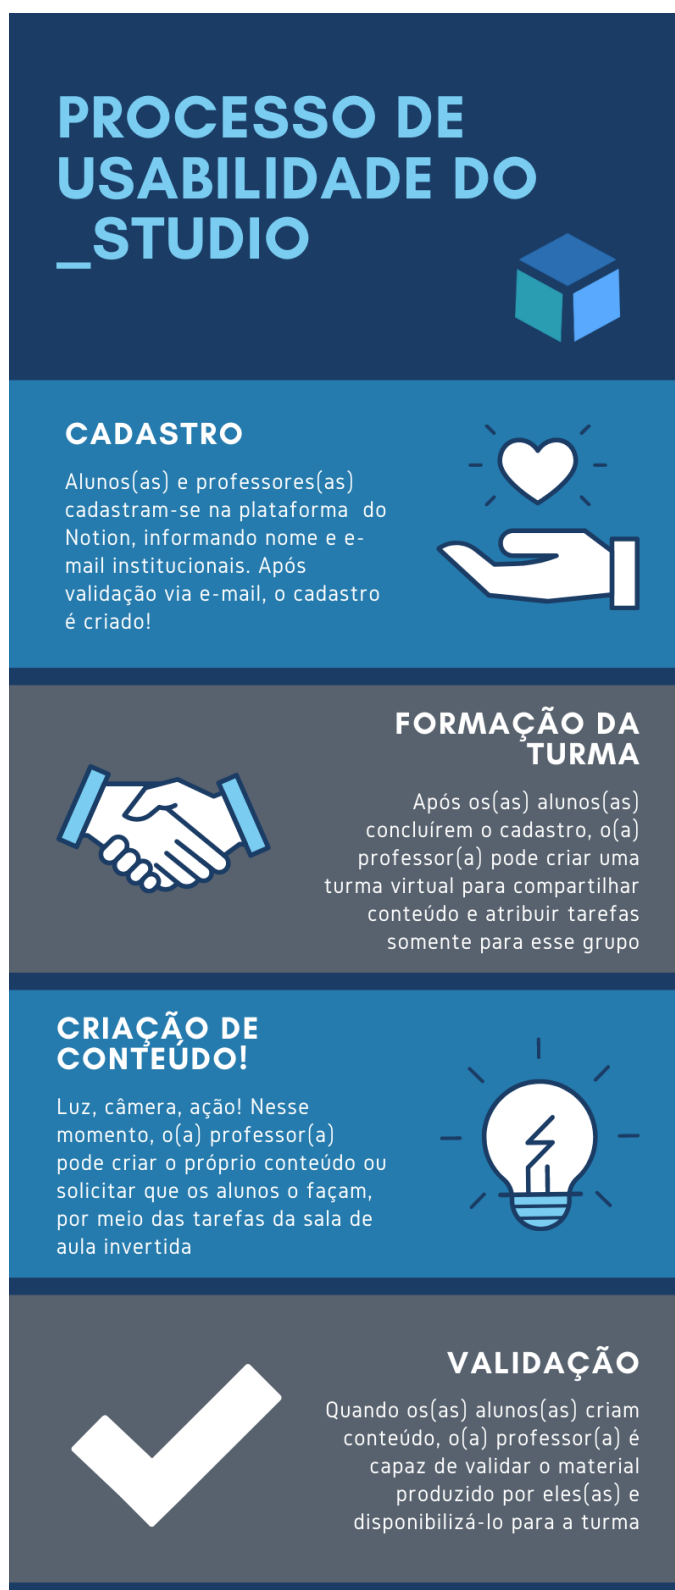 PROCESSO DE
USABILIDADE DO
_STUDIO
CADASTRO
Alunos(as) e professores(as)
cadastram-se na plataforma do
Notion, informando nome e e-
mail institucionais. Após
validação via e-mail, o cadastro
é criado!
FORMAÇÃO DA
TURMA
Após os(as) alunos(as)
concluírem o cadastro, o(a)
professor(a) pode criar uma
turma virtual para compartilhar
conteúdo e atribuir tarefas
somente para esse grupo
CRIAÇÃO DE
CONTEÚDO!
Luz, câmera, ação! Nesse
momento, o(a) professor(a)
pode criar o próprio conteúdo ou
solicitar que os alunos o façam,
por meio das tarefas da sala de
aula invertida
VALIDAÇÃO
Quando os(as) alunos(as) criam
conteúdo, o(a) professor(a) é
capaz de validar o material
produzido por eles(as) e
disponibilizá-lo para a turma